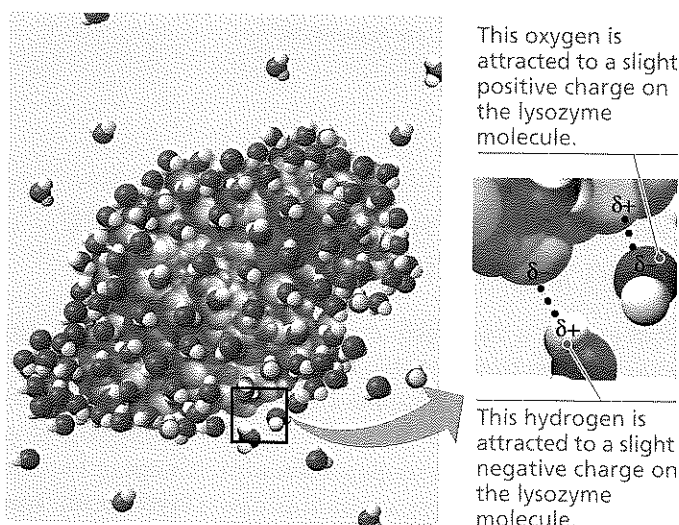 This oxygen is
attracted to a slight
positive charge on
the lysozyme
molecule.
δ+
δ-
δ-
δ+
This hydrogen is
attracted to a slight
negative charge on
the lysozyme
molecule.